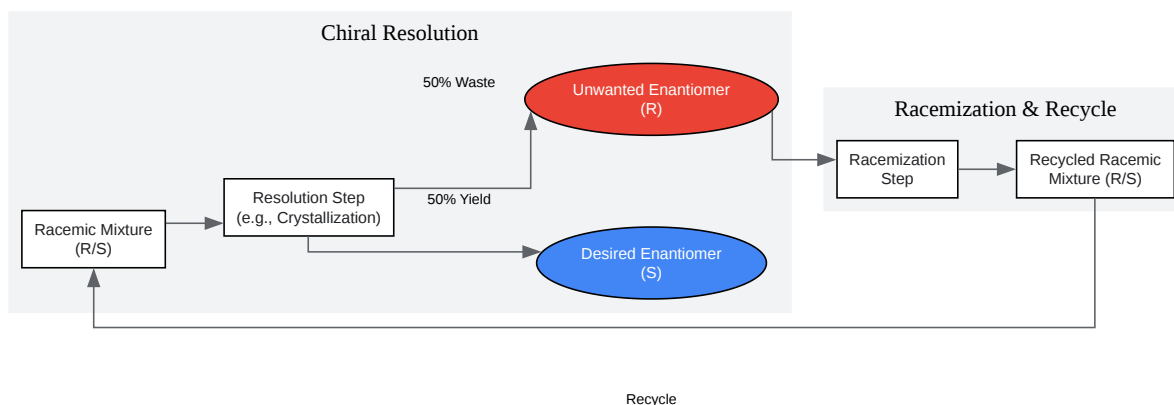 Chiral Resolution
50% Waste
Unwanted Enantiomer
(R)
Racemization & Recycle
Racemization
Step
Recycled Racemic
Mixture (R/S)
Resolution Step
(e.g., Crystallization)
50% Yield
Racemic Mixture
(R/S)
Desired Enantiomer
(S)
Recycle